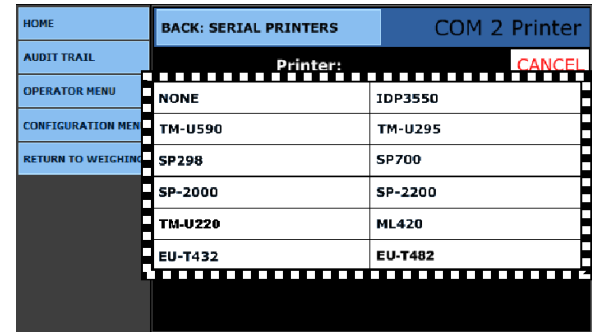 HOME
BACK: SERIAL PRINTERS
COM 2 Printer
AUDIT TRAIL
Printer:
CANCEL
OPERATOR MENU
NONE
IDP3550
CONFIGURATION MEN
TM-U590
TM-U295
RETURN TO WEIGHING
SP298
SP700
SP-2000
SP-2200
TM-U220
ML420
EU-T432
EU-T482